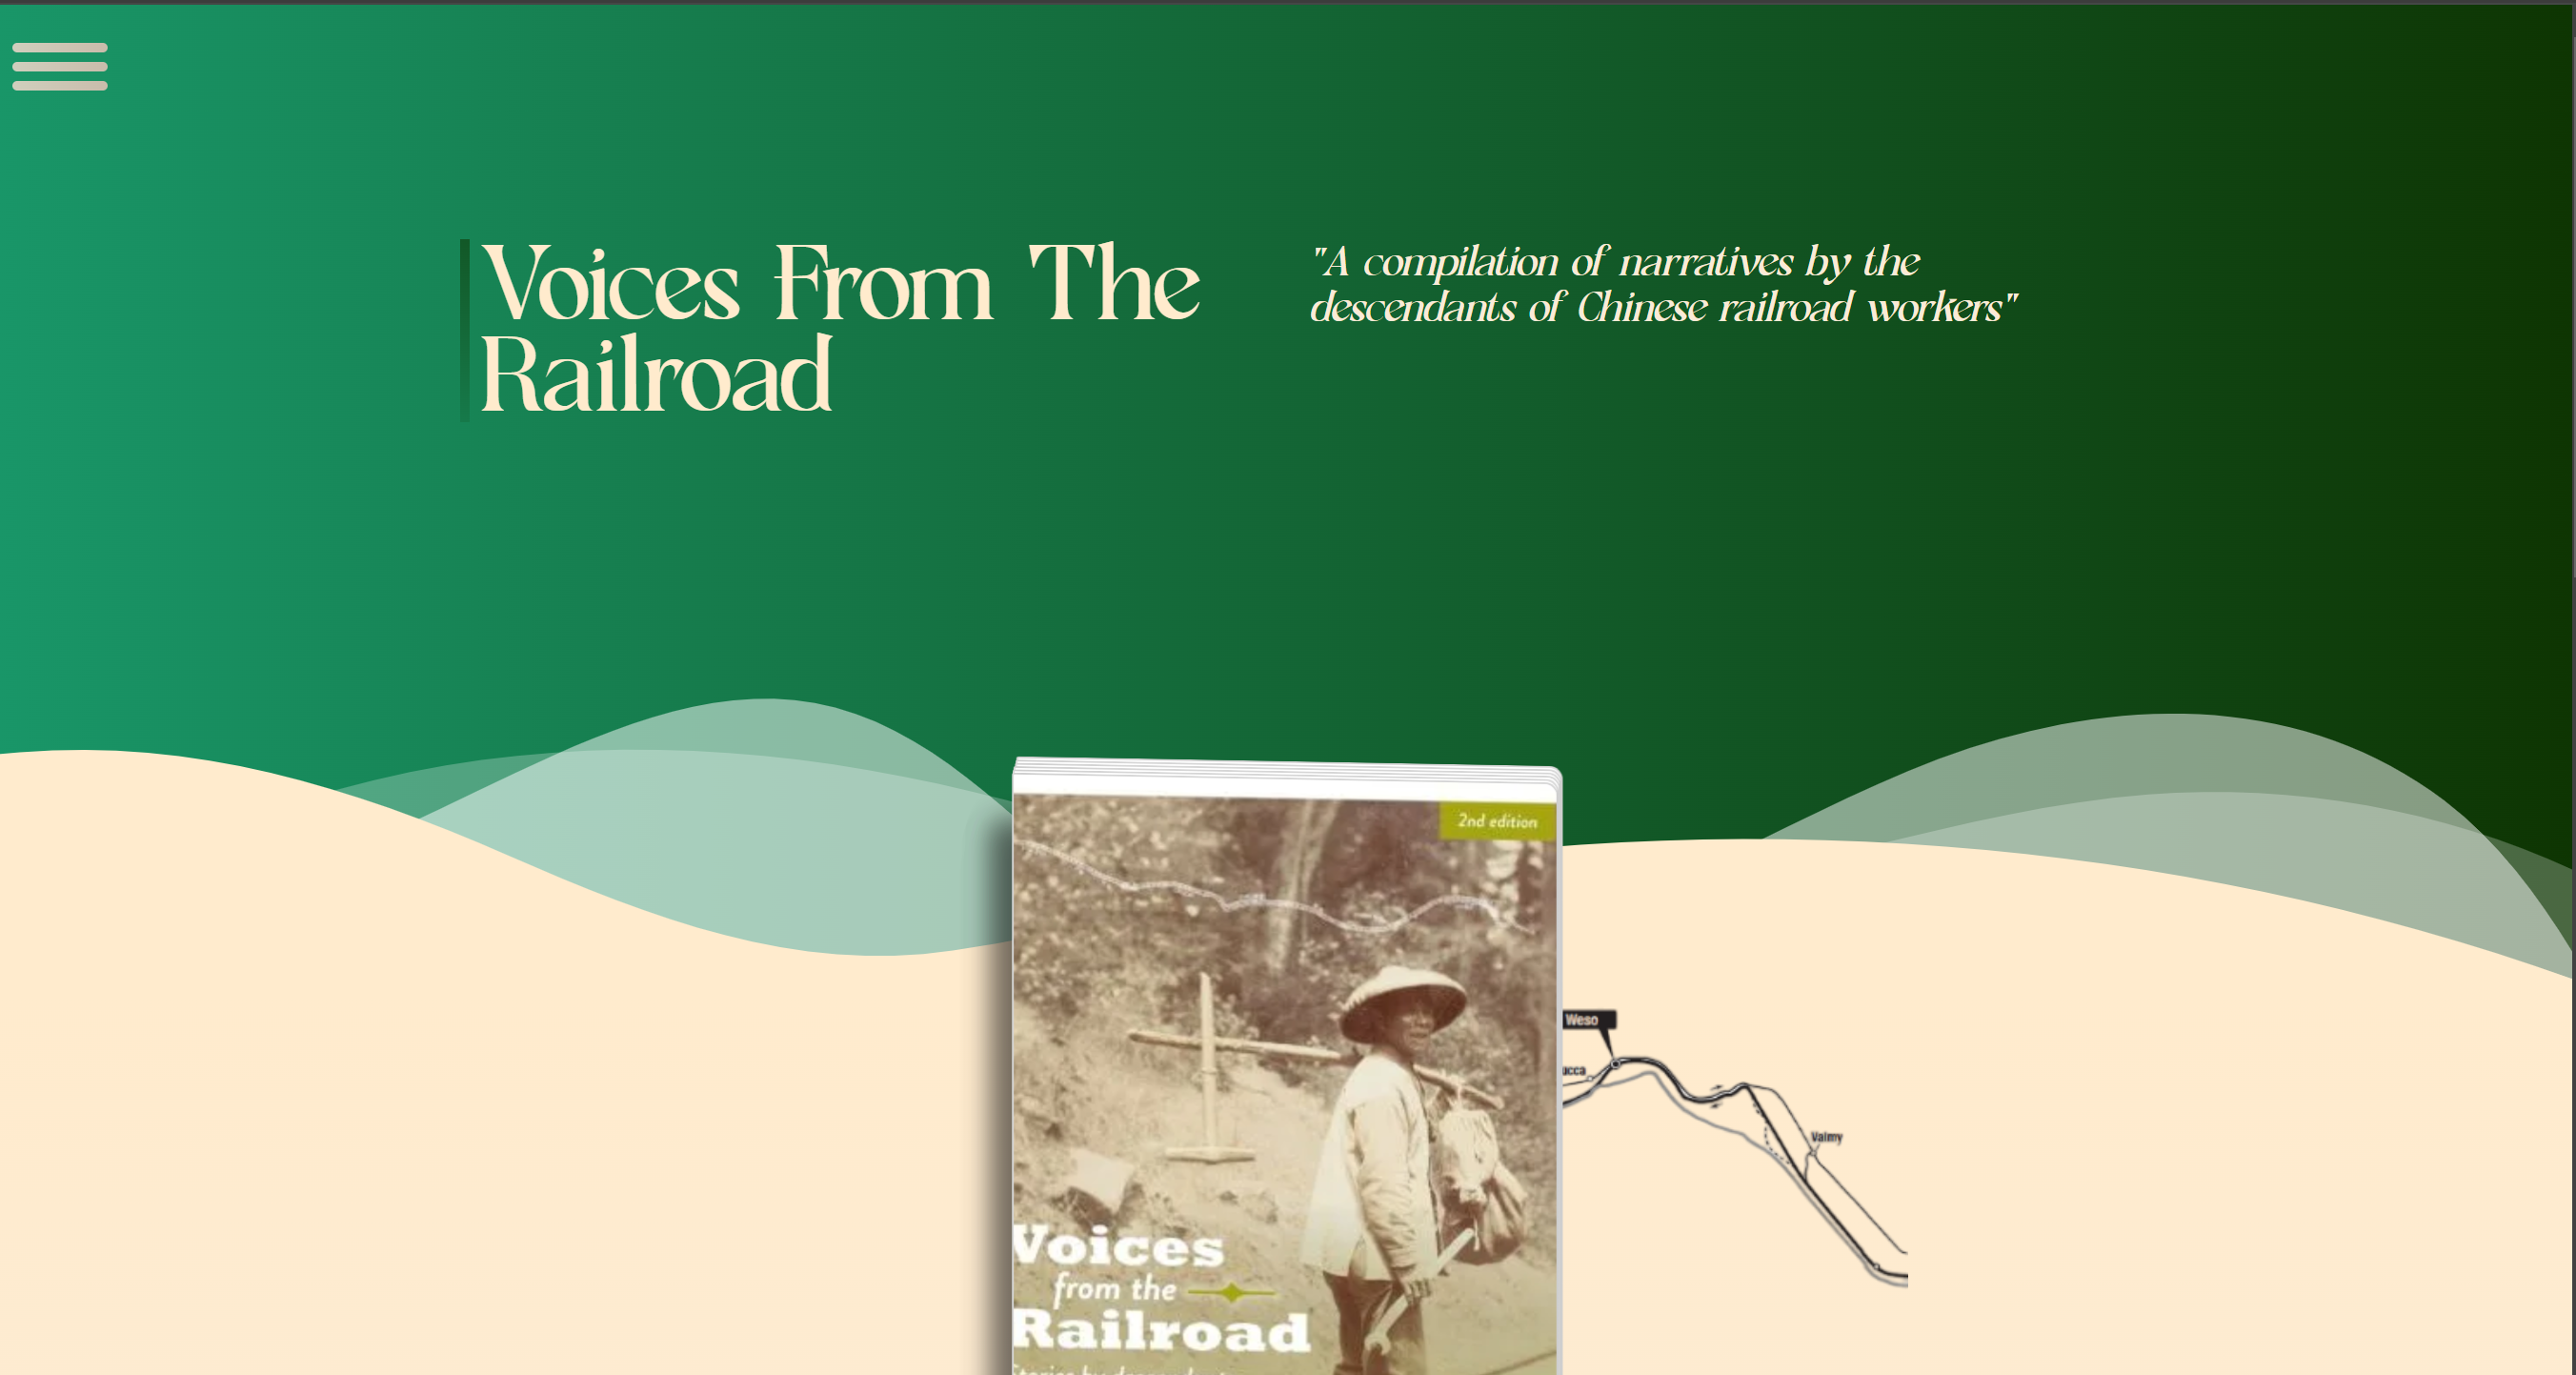 Voices From The
Railroad
"A compilation of narratives by the
descendants of Chinese railroad workers"
2nd edition
Weso
Valmy
Voices
from the
Railroad